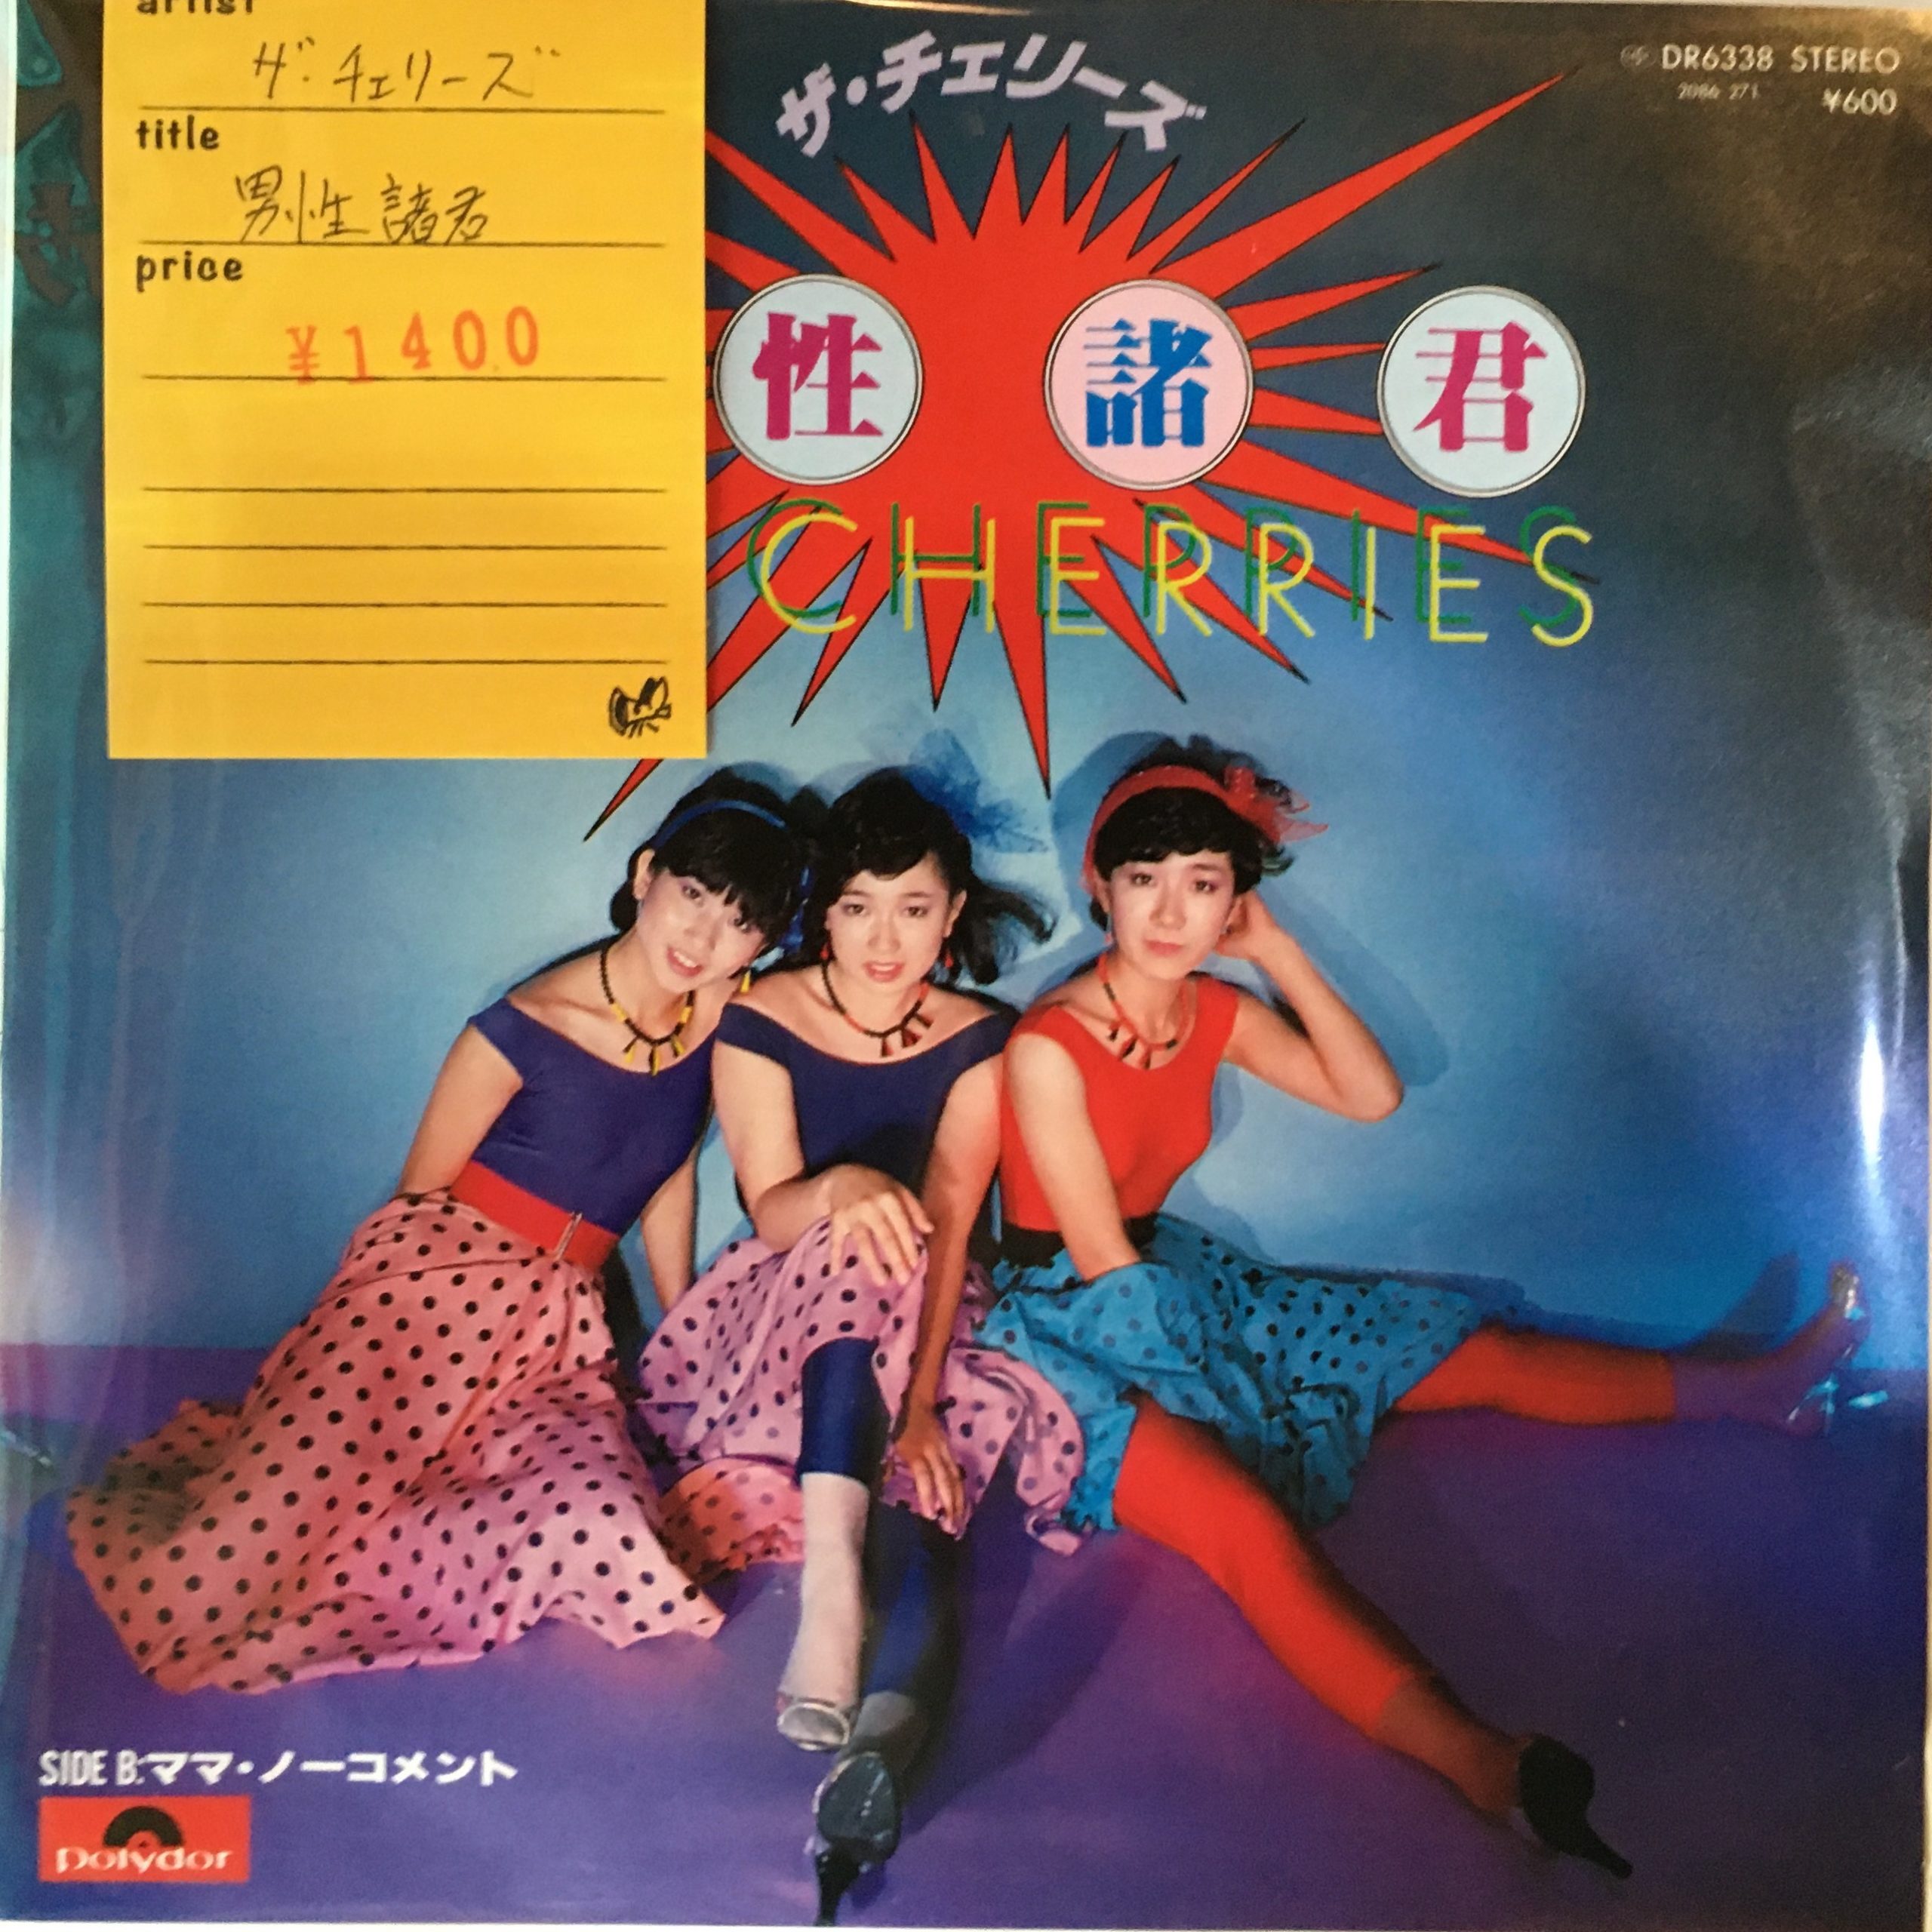 artist
ザ・チェリーズ
title
男性諸君
price
¥1400
ザ・チェリーズ
DR6338 STEREO
2086 271
¥600
性諸君
CHERRIES
SIDE B:ママ・ノーコメント
Polydor